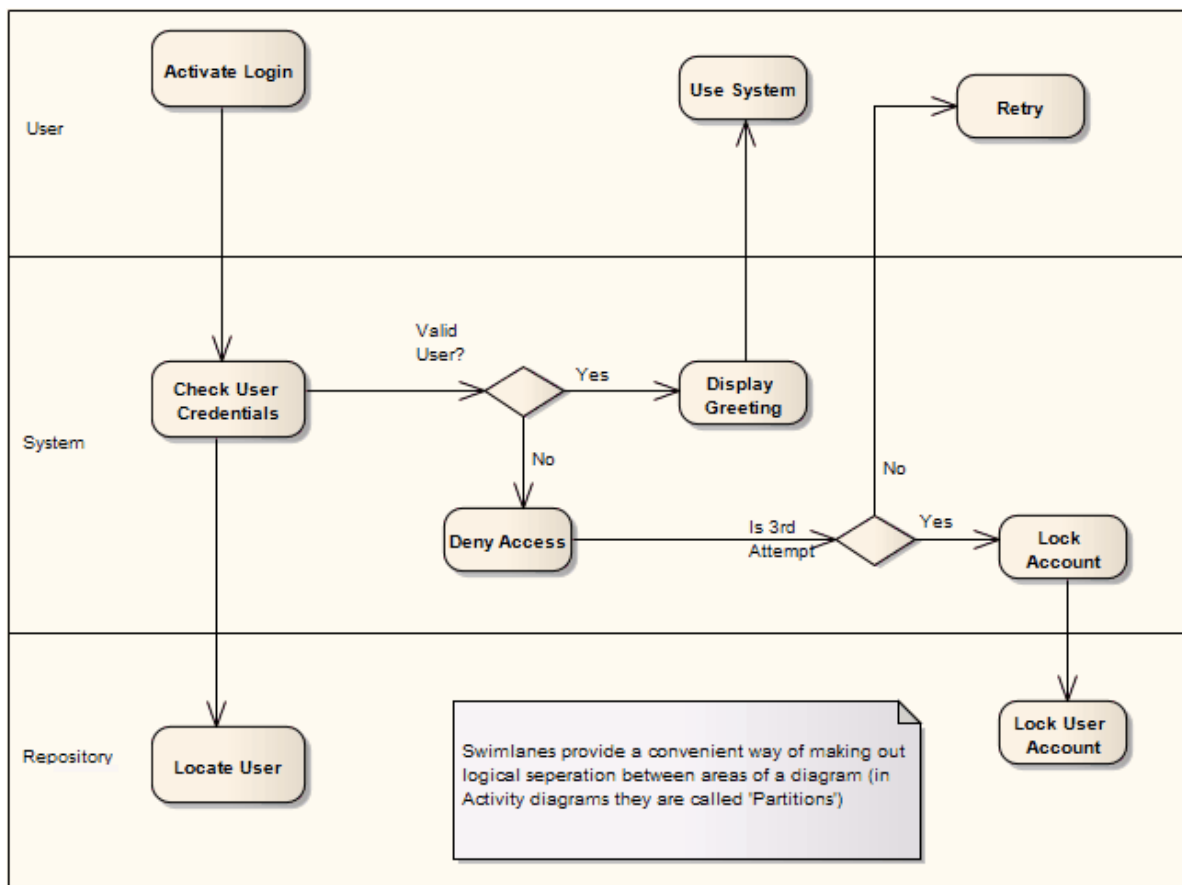 Activate Login
Use System
Retry
User
Valid
User?
Yes
Check User
Credentials
Display
Greeting
System
No
No
Deny Access
Is 3rd
Attempt
Yes
Lock
Account
Repository
Locate User
Swimlanes provide a convenient way of making out
logical seperation between areas of a diagram (in
Activity diagrams they are called 'Partitions')
Lock User
Account